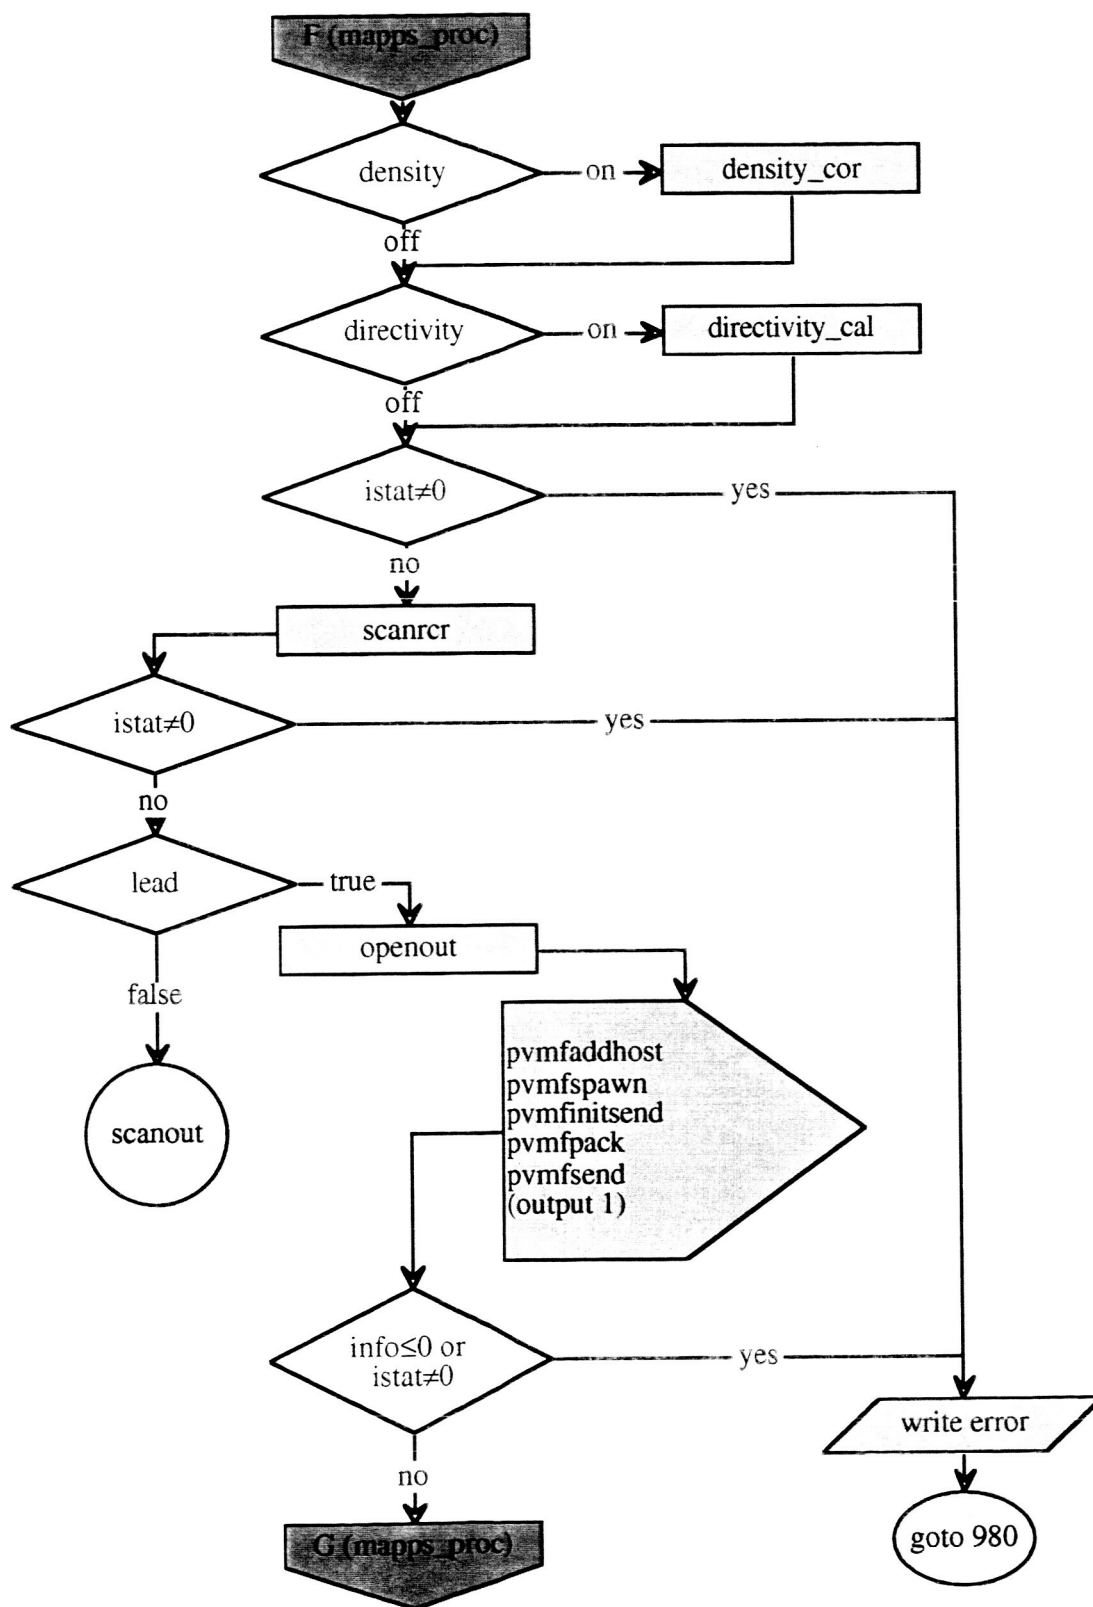 F (mapps_proc)
density
on
density_cor
off
directivity
on
directivity_cal
off
istat≠0
yes
no
scanrcr
istat≠0
yes
no
lead
true
openout
false
scanout
pvmfaddhost
pvmfspawn
pvmfinitsend
pvmfpack
pvmfsend
(output 1)
info≤0 or
istat≠0
yes
write error
no
goto 980
G (mapps_proc)